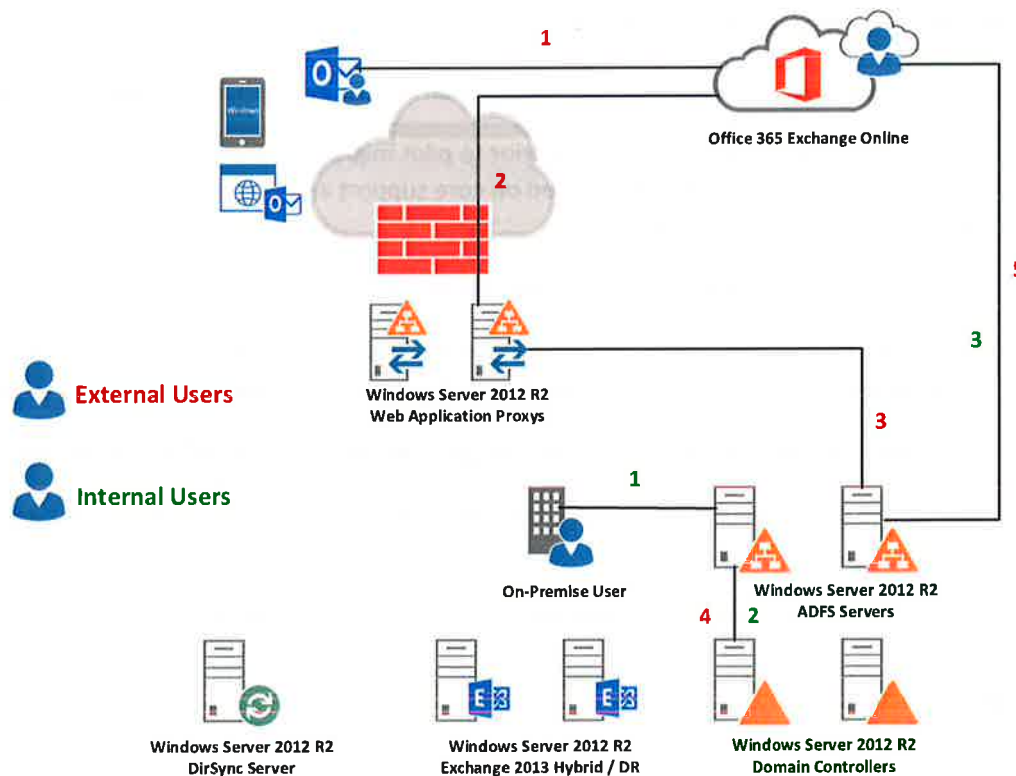 1
Office 365 Exchange Online
Windows
2
3
Windows Server 2012 R2
Web Application Proxys
External Users
3
Internal Users
1
On-Premise User
Windows Server 2012 R2
ADFS Servers
4
2
Windows Server 2012 R2
DirSync Server
E
E
Windows Server 2012 R2
Exchange 2013 Hybrid / DR
Windows Server 2012 R2
Domain Controllers